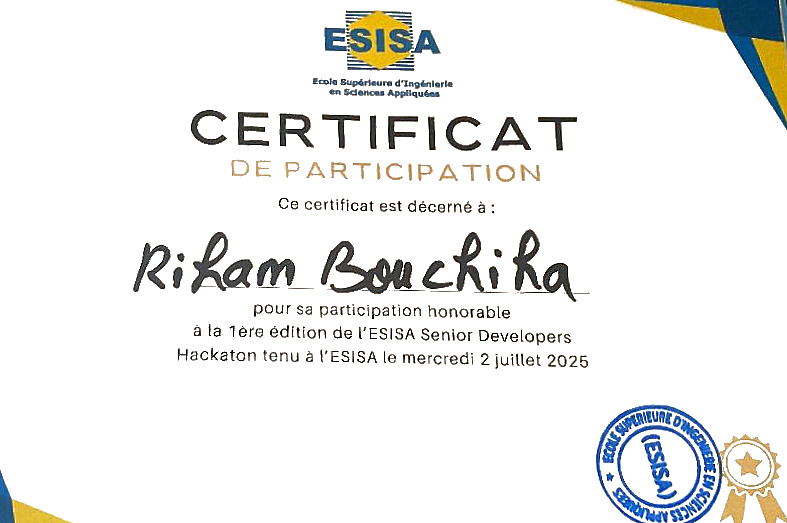 ESISA
Ecole Supérieure d'Ingénierie
en Sciences Appliquées
CERTIFICAT
DE PARTICIPATION
Ce certificat est décerné à :
Riham Bouchiha
pour sa participation honorable
à la 1ère édition de l'ESISA Senior Developers
Hackaton tenu à l'ESISA le mercredi 2 juillet 2025
ECOLE SUPERIEURE D'INGENIERIE EN SCIENCES APPLIQUEES
(ESISA)